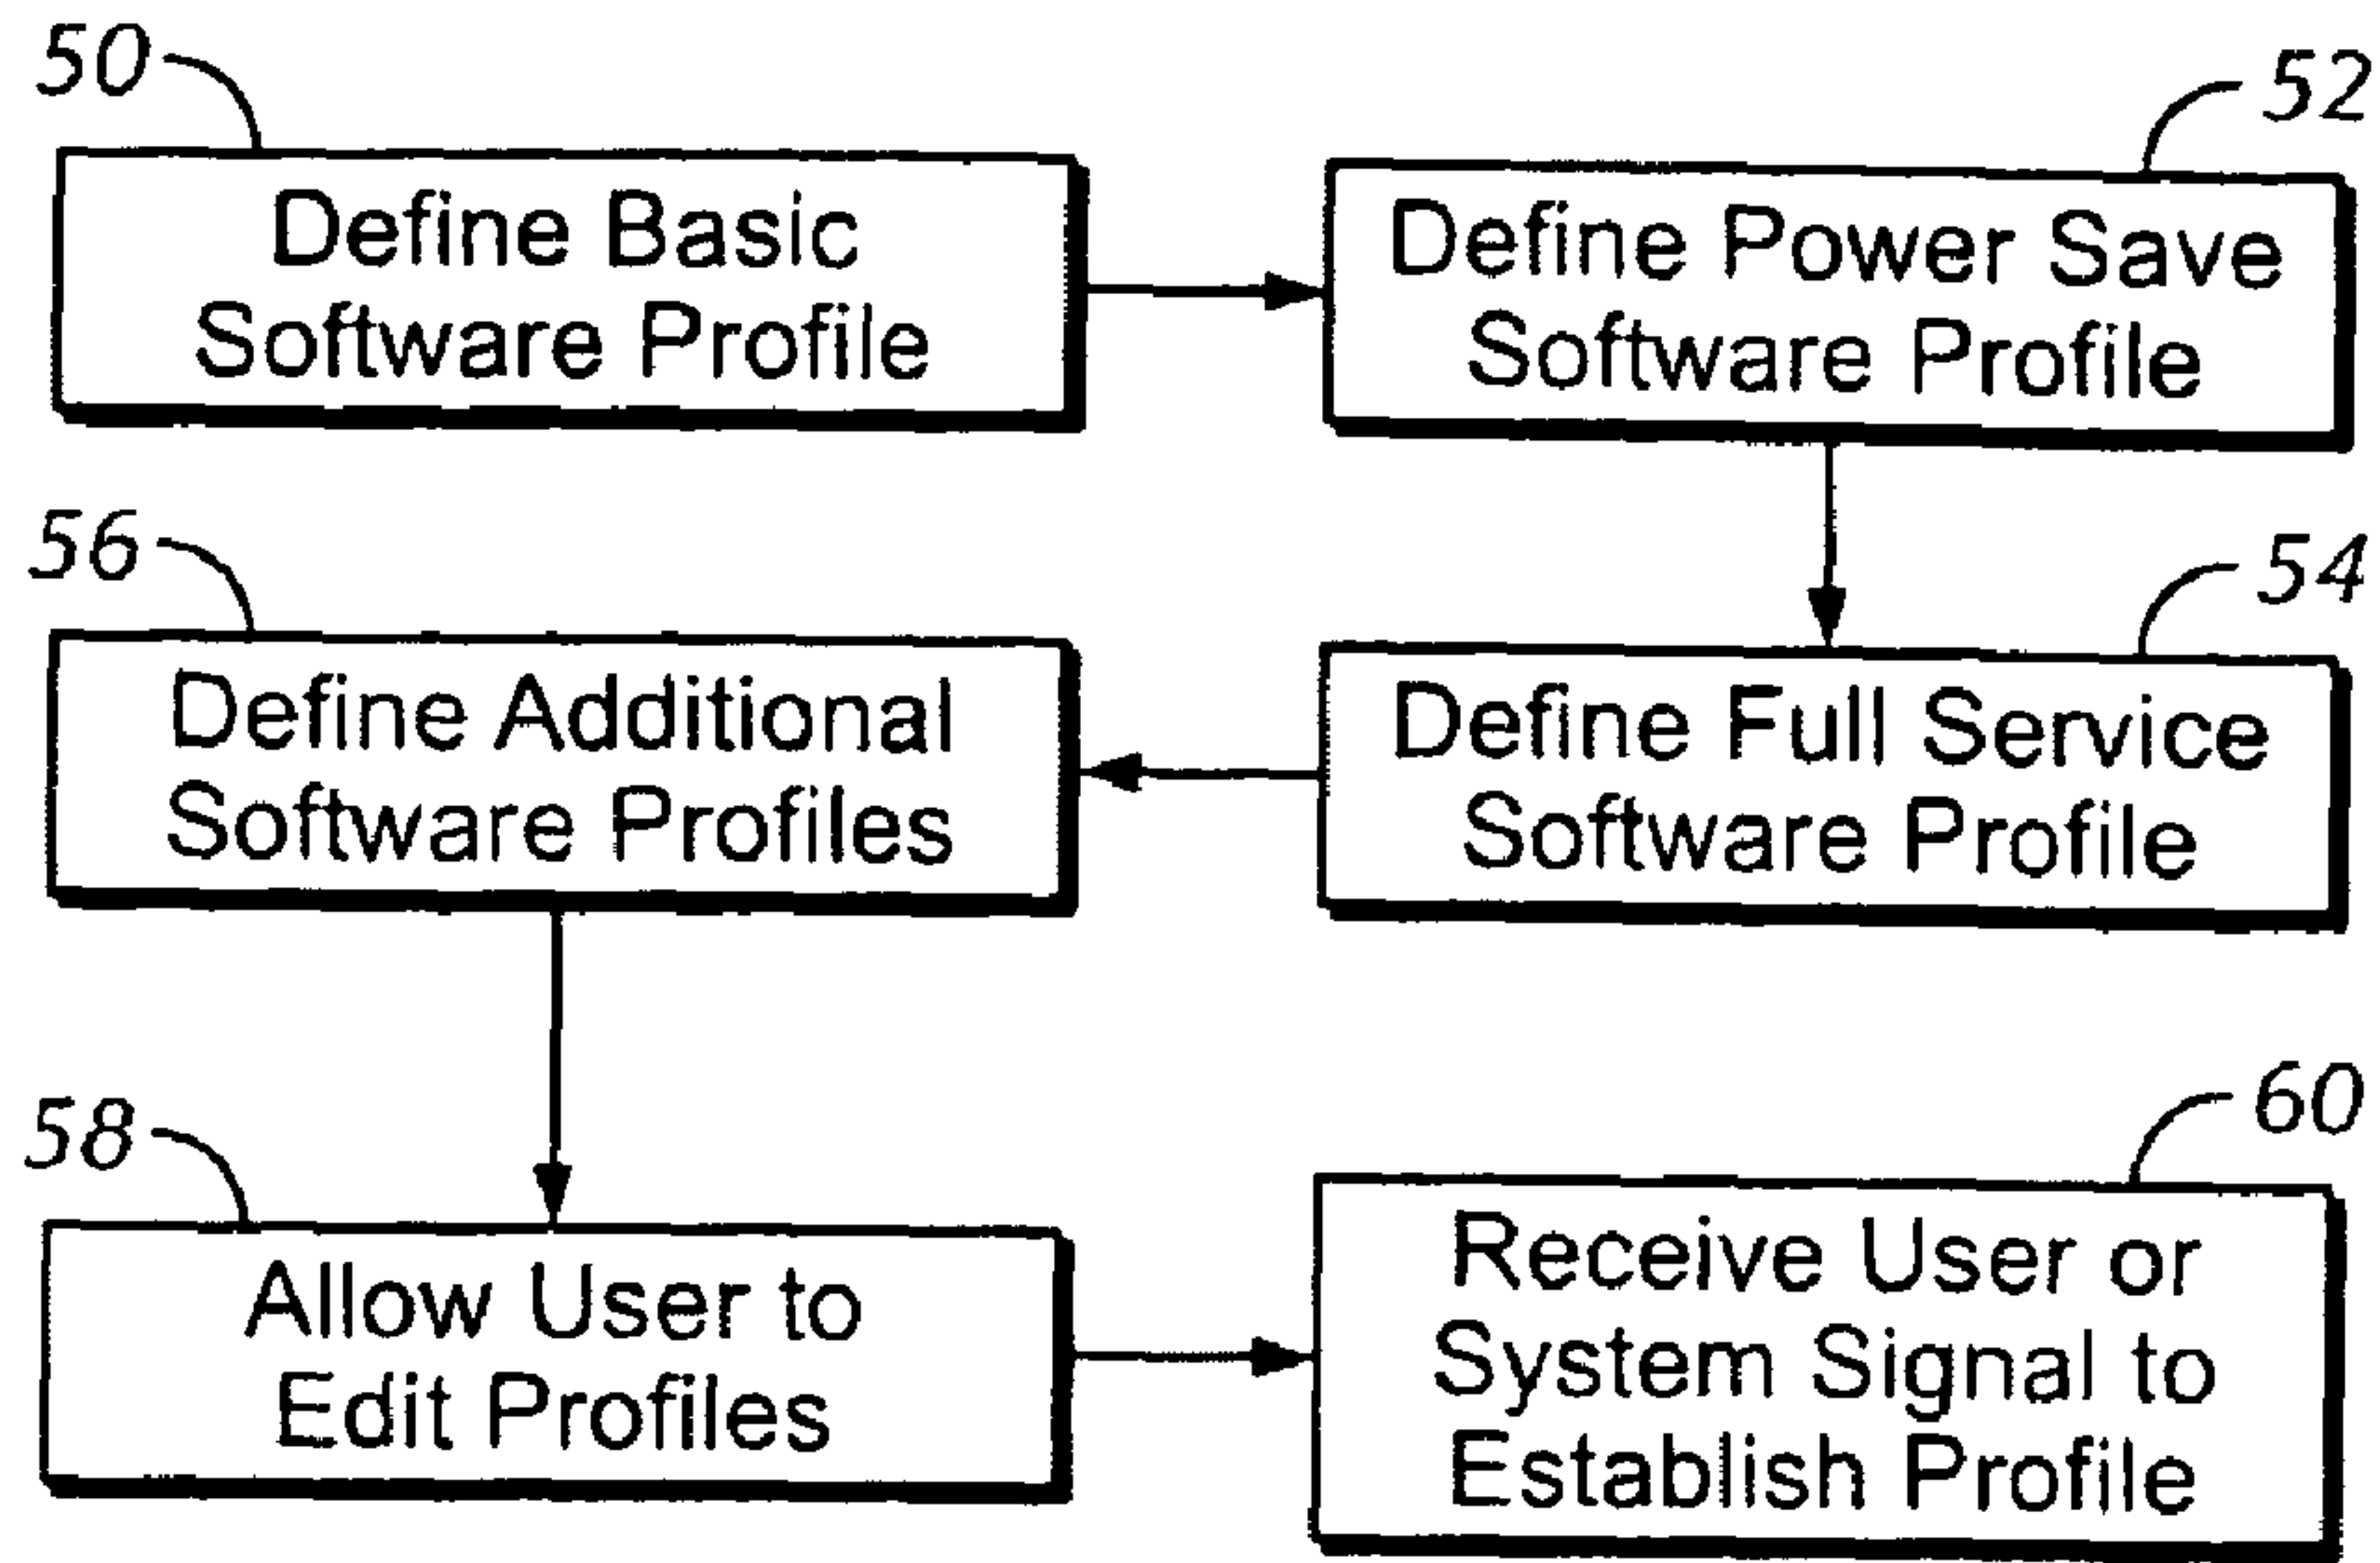 50
Define Basic
Software Profile
52
Define Power Save
Software Profile
54
Define Full Service
Software Profile
56
Define Additional
Software Profiles
58
Allow User to
Edit Profiles
60
Receive User or
System Signal to
Establish Profile